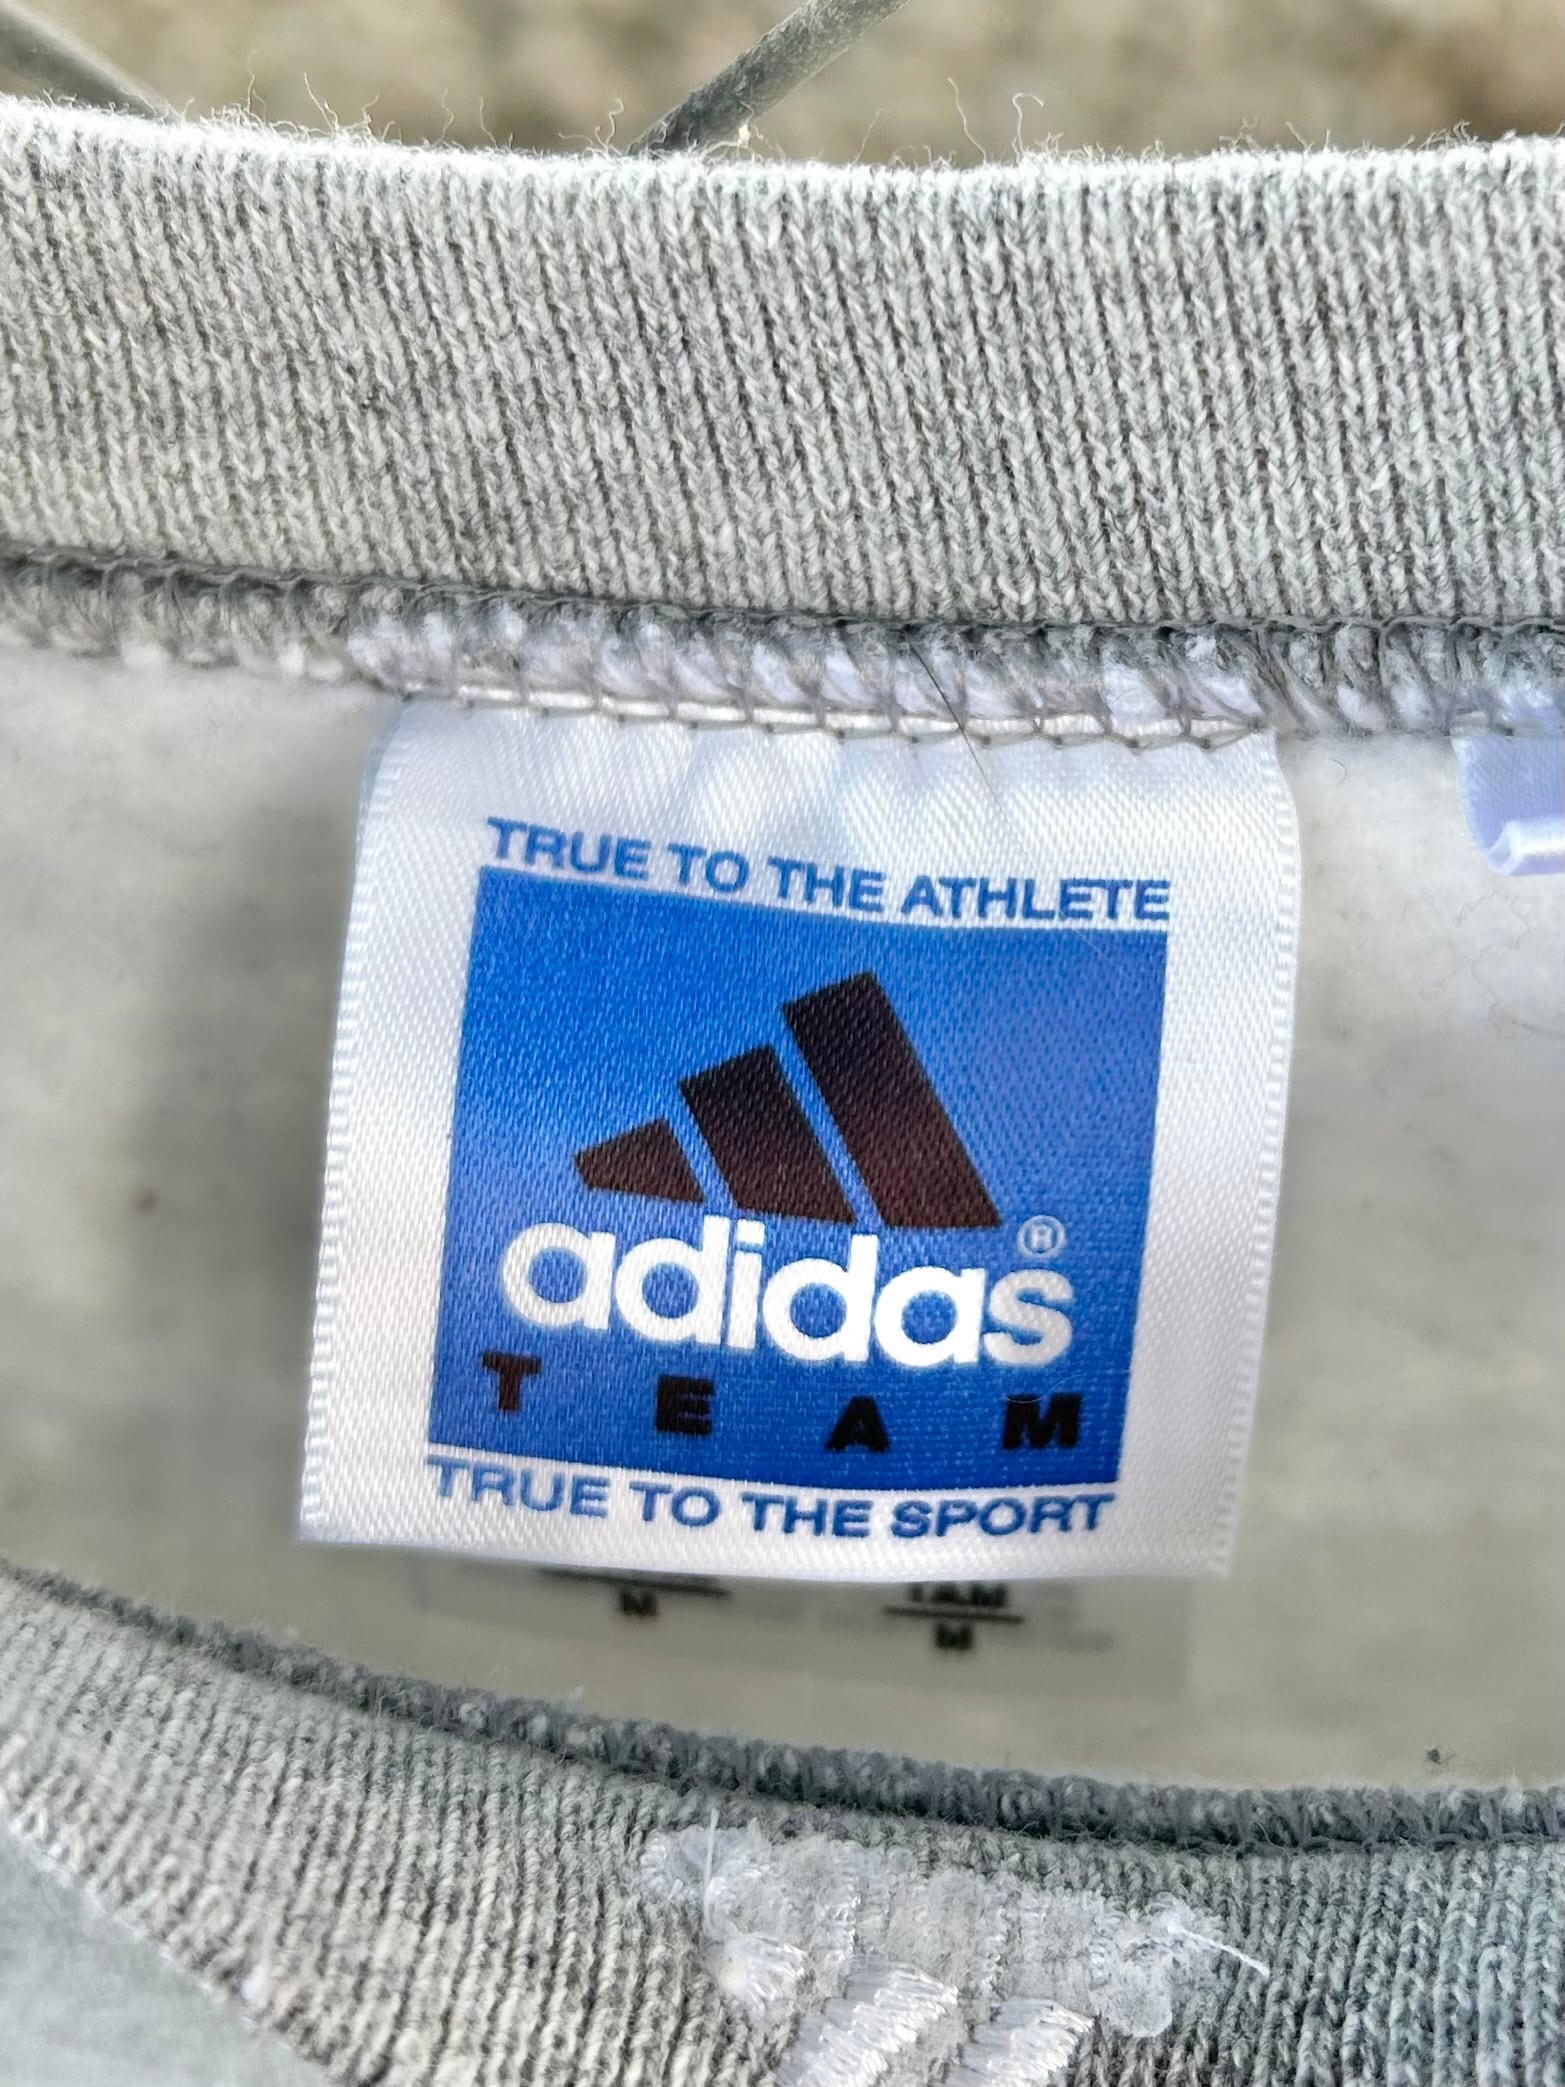 TRUE TO THE ATHLETE
adidas®
TEAM
TRUE TO THE SPORT
M
M